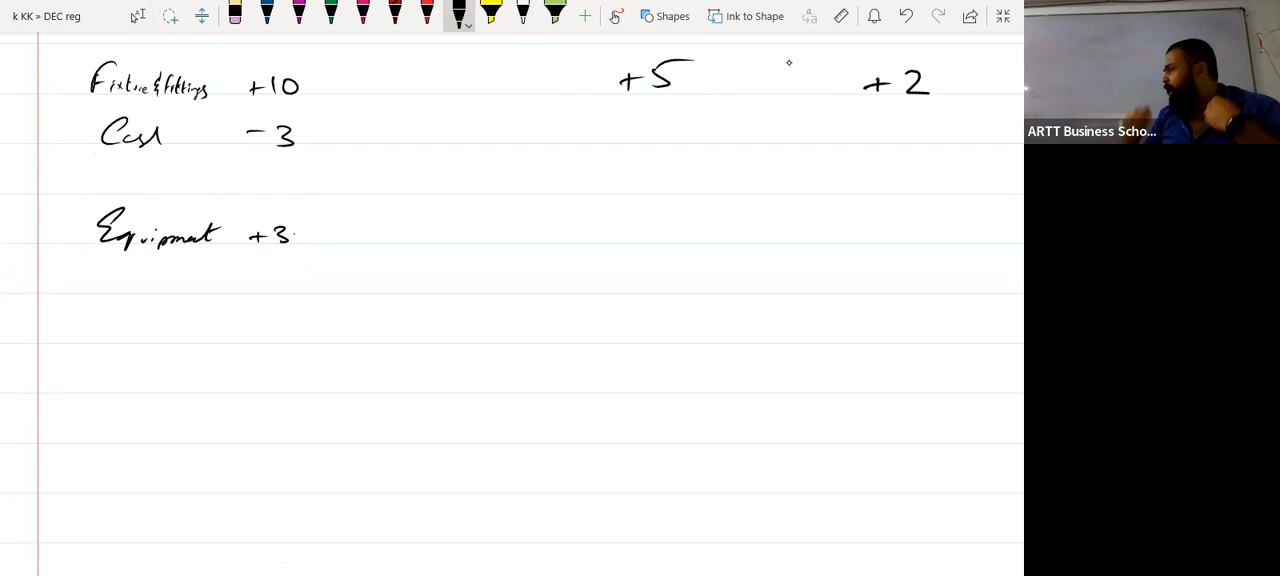 k KK » DEC reg Shapes Ink to Shape
Fixture & fittings +10 +5 +2
Cash -3
ARTT Business Scho...
Equipment +3